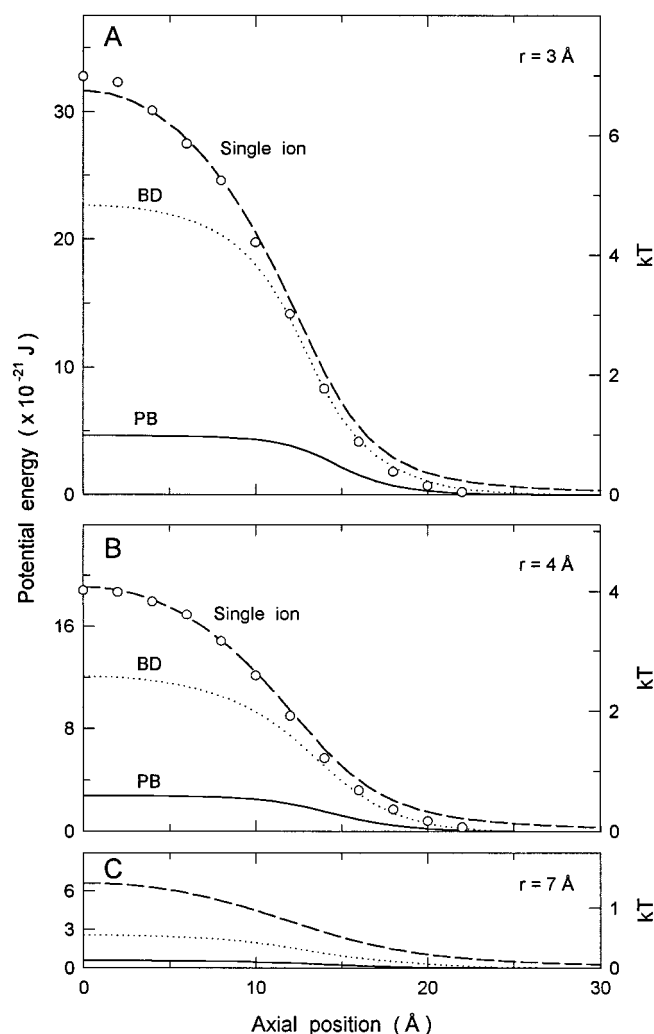 A
r = 3 Å
30
20
10
0
6
4
2
0
Single ion
BD
PB
kT
Potential energy ( x 10⁻²¹ J )
B
r = 4 Å
16
8
0
4
2
0
Single ion
BD
PB
kT
C
r = 7 Å
6
3
0
1
0
kT
0
10
20
30
Axial position ( Å )